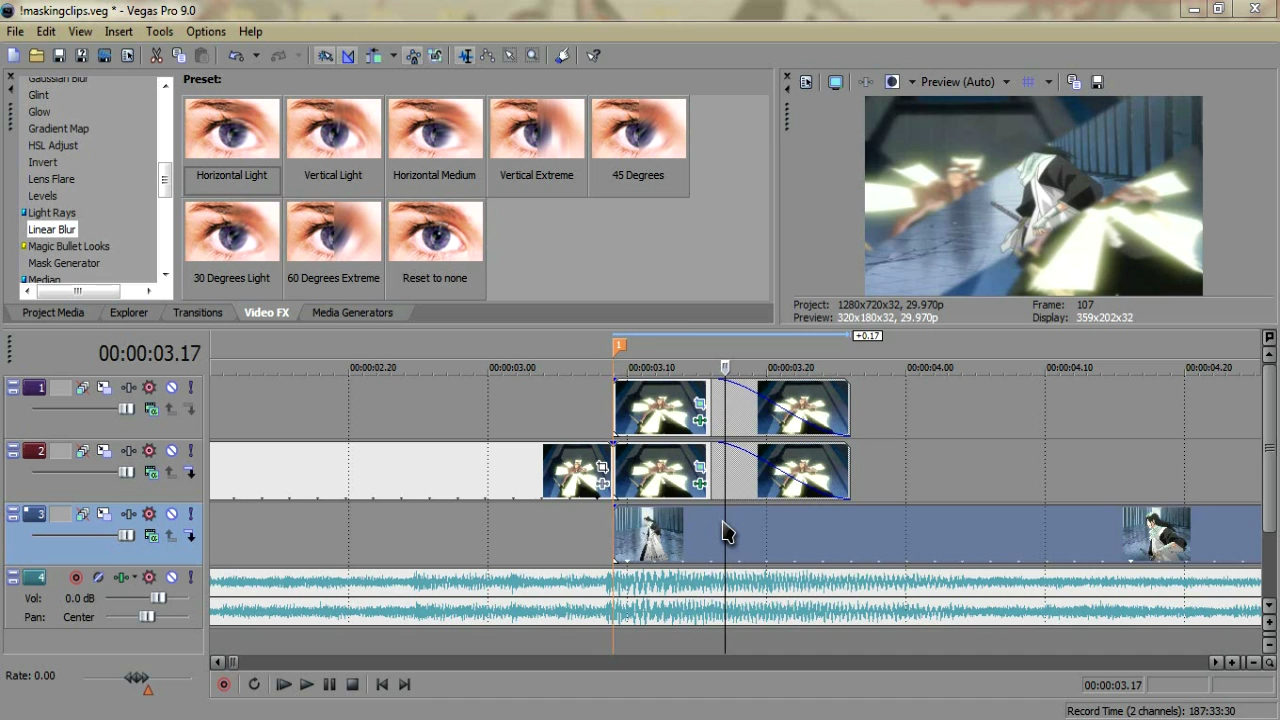 !maskingclips.veg * - Vegas Pro 9.0
File Edit View Insert Tools Options Help
Preset:
Preview (Auto)
Gaussian Blur
Glint
Glow
Gradient Map
HSL Adjust
Invert
Lens Flare
Levels
Light Rays
Linear Blur
Magic Bullet Looks
Mask Generator
Median
Horizontal Light Vertical Light Horizontal Medium Vertical Extreme 45 Degrees
30 Degrees Light 60 Degrees Extreme Reset to none
Project: 1280x720x32, 29.970p Frame: 107
Preview: 320x180x32, 29.970p Display: 359x202x32
Project Media Explorer Transitions Video FX Media Generators
+0.17
1
00:00:03.17
00:00:02.20 00:00:03.00 00:00:03.10 00:00:03.20 00:00:04.00 00:00:04.10 00:00:04.20
1
2
3
4
Vol: 0.0 dB
Pan: Center
Rate: 0.00
00:00:03.17
Record Time (2 channels): 187:33:30